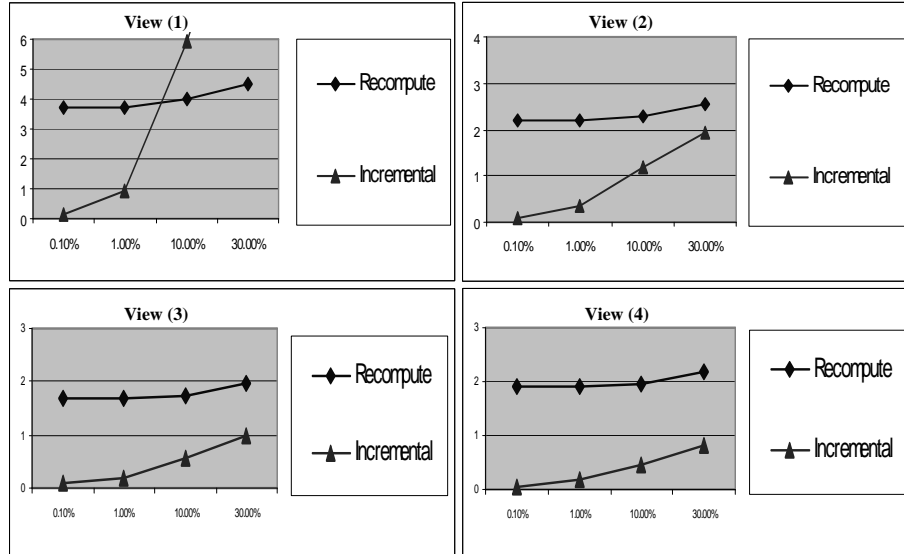 View (1)
6
5
4
3
2
1
0
0.10% 1.00% 10.00% 30.00%
Recompute
Incremental
View (2)
4
3
2
1
0
0.10% 1.00% 10.00% 30.00%
Recompute
Incremental
View (3)
3
2
1
0
0.10% 1.00% 10.00% 30.00%
Recompute
Incremental
View (4)
3
2
1
0
0.10% 1.00% 10.00% 30.00%
Recompute
Incremental